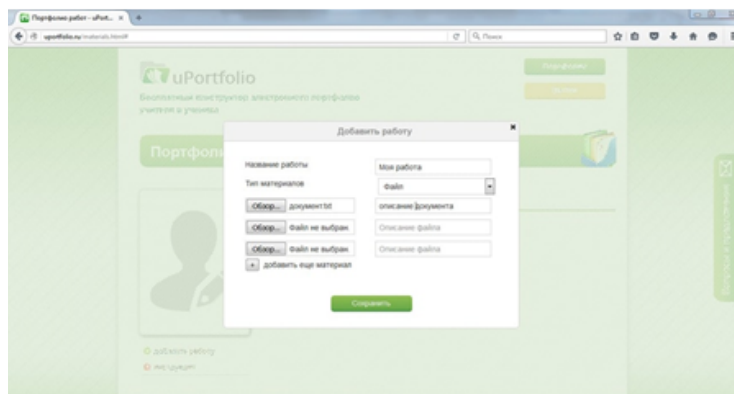 Портфолио работ - uPort...
uportfolio.ru/materials.html#
Поиск
uPortfolio
Бесплатный конструктор электронного портфолио
учителя и ученика
Портфоли
Добавить работу
Название работы
Моя работа
Тип материалов
Файл
Обзор... документ.txt
описание документа
Обзор... Файл не выбран
Описание файла
Обзор... Файл не выбран
Описание файла
+ добавить еще материал
Сохранить
добавить работу
инструкция